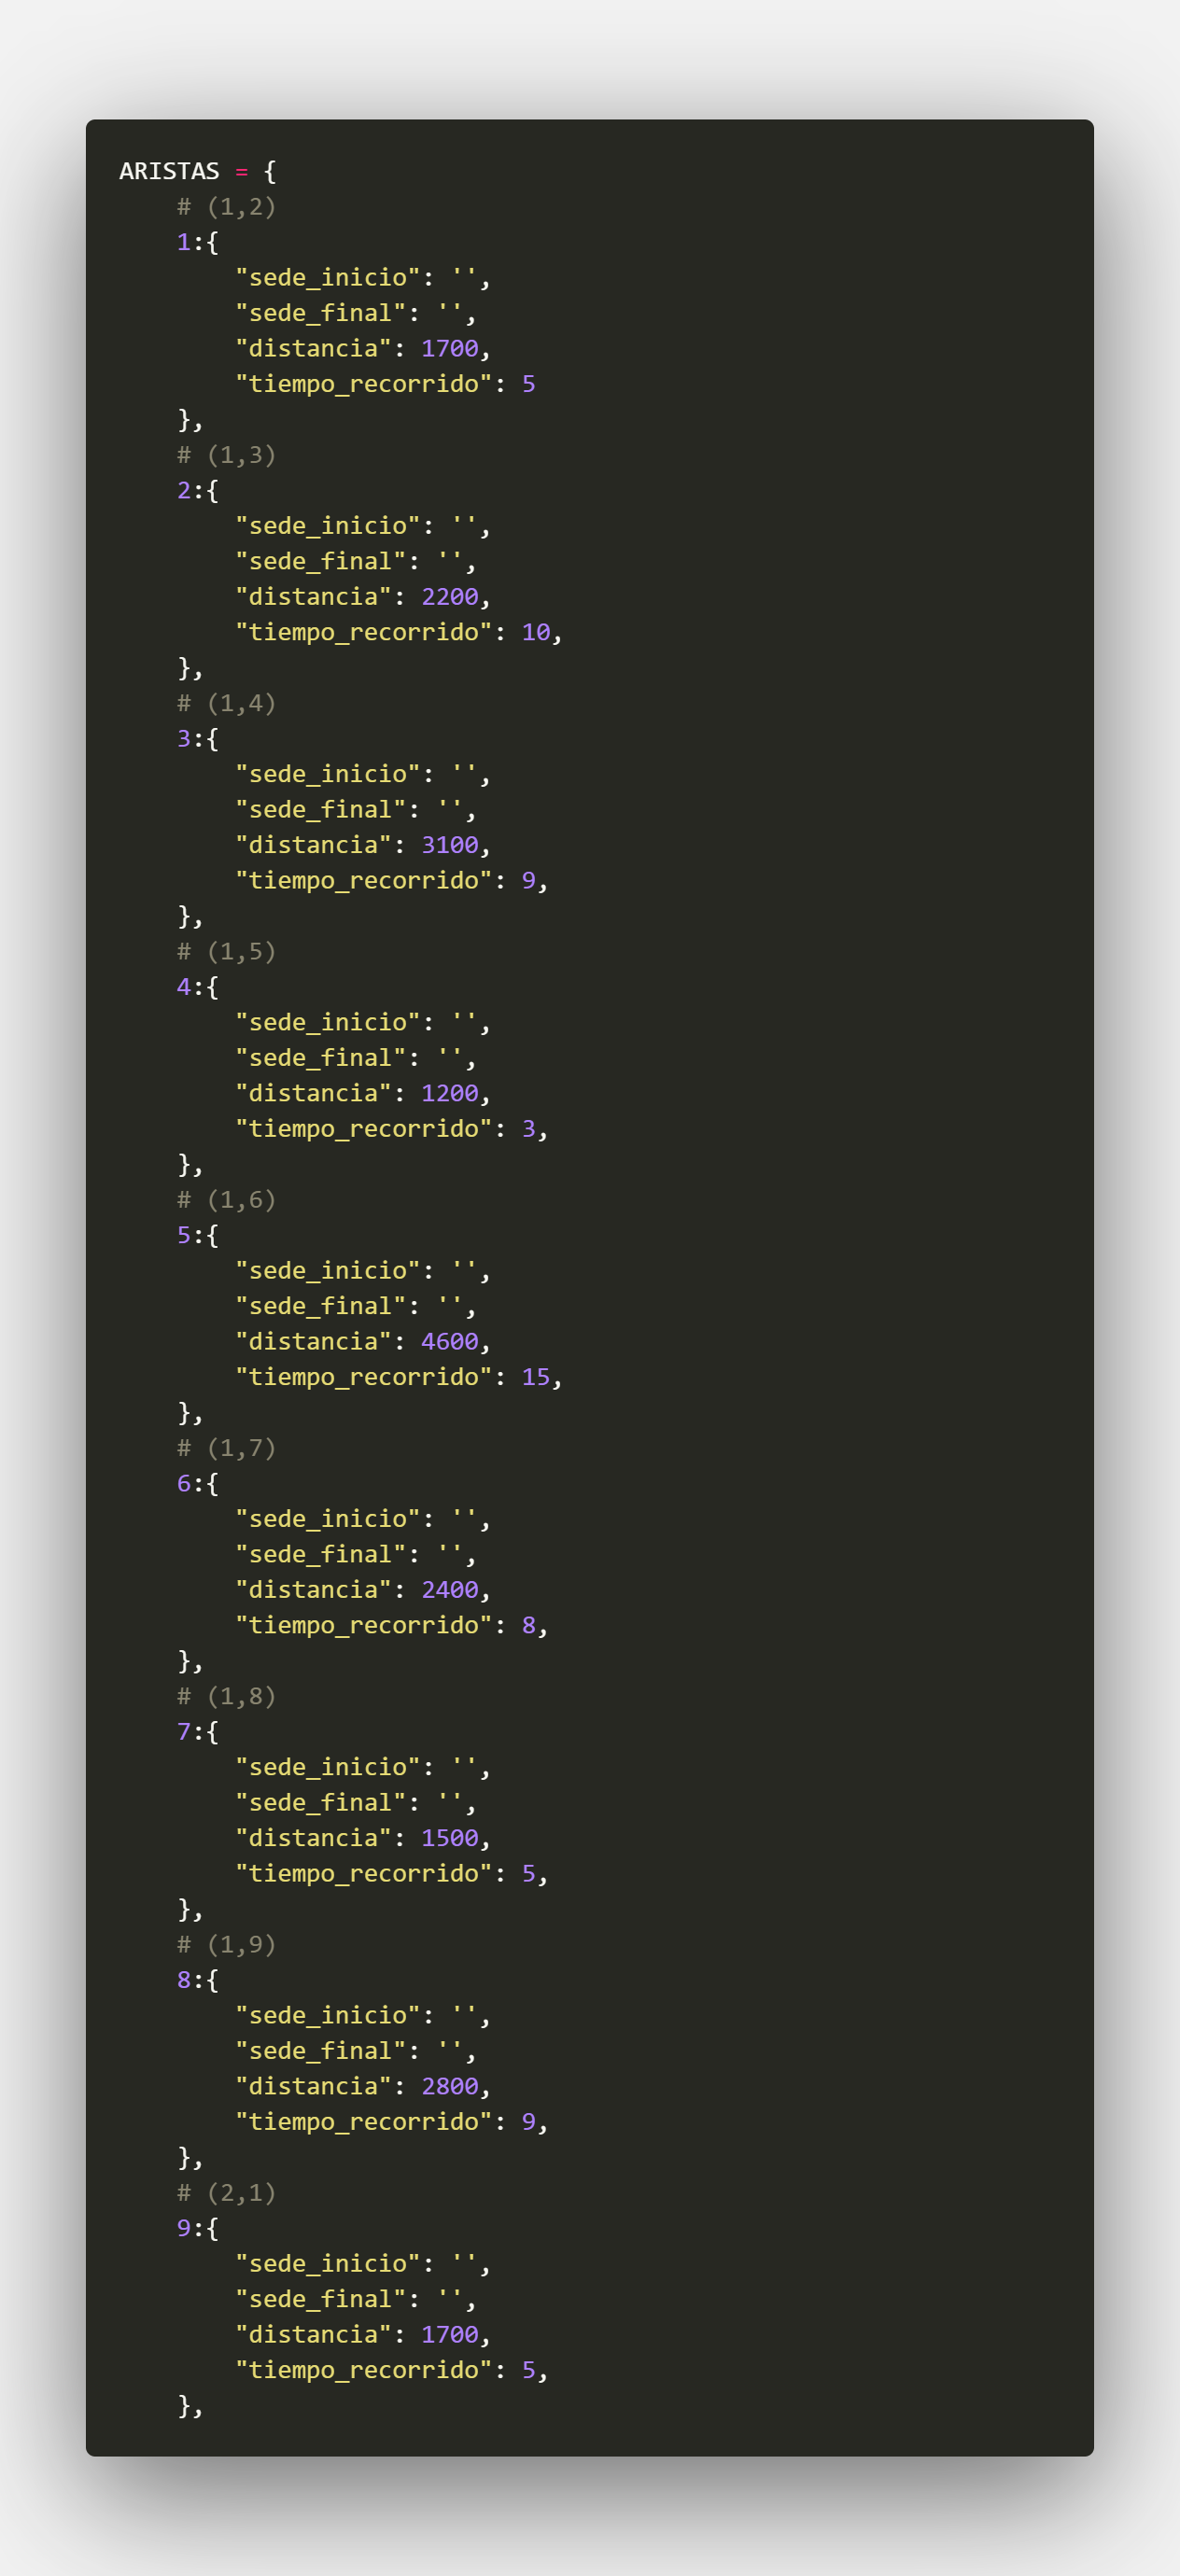 ARISTAS = {
    # (1,2)
    1:{
        "sede_inicio": '',
        "sede_final": '',
        "distancia": 1700,
        "tiempo_recorrido": 5
    },
    # (1,3)
    2:{
        "sede_inicio": '',
        "sede_final": '',
        "distancia": 2200,
        "tiempo_recorrido": 10,
    },
    # (1,4)
    3:{
        "sede_inicio": '',
        "sede_final": '',
        "distancia": 3100,
        "tiempo_recorrido": 9,
    },
    # (1,5)
    4:{
        "sede_inicio": '',
        "sede_final": '',
        "distancia": 1200,
        "tiempo_recorrido": 3,
    },
    # (1,6)
    5:{
        "sede_inicio": '',
        "sede_final": '',
        "distancia": 4600,
        "tiempo_recorrido": 15,
    },
    # (1,7)
    6:{
        "sede_inicio": '',
        "sede_final": '',
        "distancia": 2400,
        "tiempo_recorrido": 8,
    },
    # (1,8)
    7:{
        "sede_inicio": '',
        "sede_final": '',
        "distancia": 1500,
        "tiempo_recorrido": 5,
    },
    # (1,9)
    8:{
        "sede_inicio": '',
        "sede_final": '',
        "distancia": 2800,
        "tiempo_recorrido": 9,
    },
    # (2,1)
    9:{
        "sede_inicio": '',
        "sede_final": '',
        "distancia": 1700,
        "tiempo_recorrido": 5,
    },